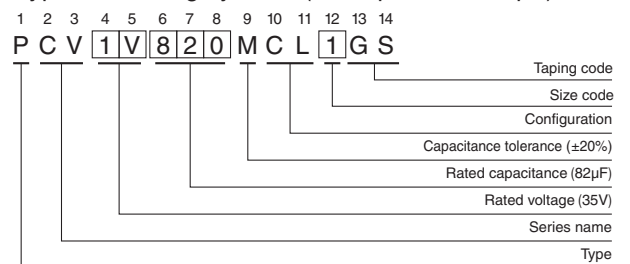 1 2 3 4 5 6 7 8 9 10 11 12 13 14
P C V 1 V 8 2 0 M C L 1 G S
Taping code
Size code
Configuration
Capacitance tolerance (±20%)
Rated capacitance (82µF)
Rated voltage (35V)
Series name
Type